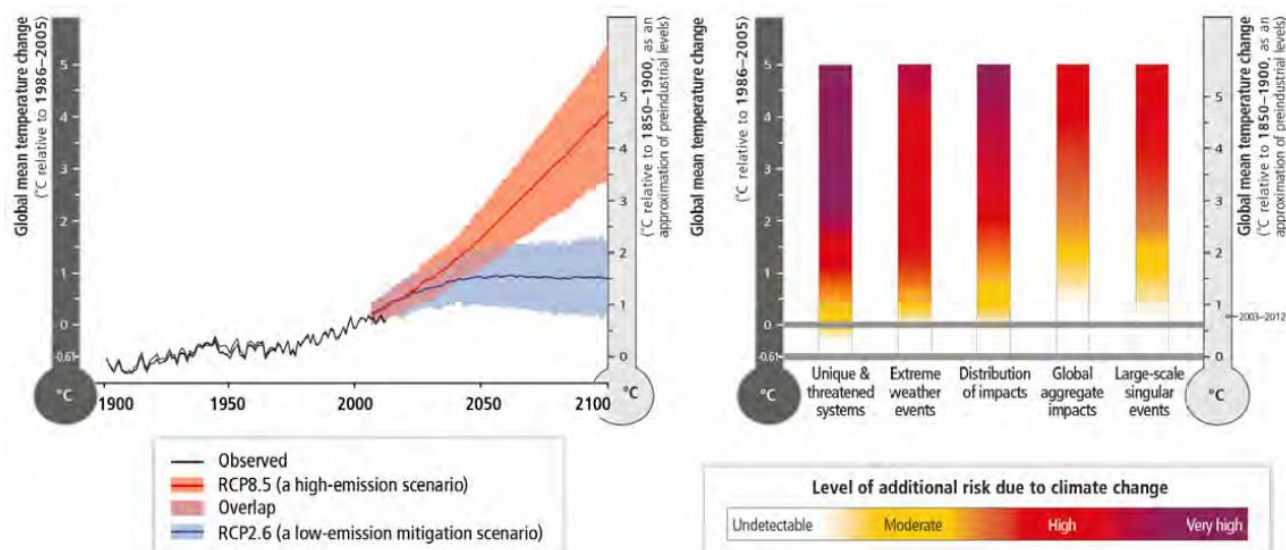 Global mean temperature change
(°C relative to 1986–2005)
5
4
3
2
1
0
-0.61
°C
1900
1950
2000
2050
2100
5
4
3
2
1
0
°C
(°C relative to 1850–1900, as an
approximation of preindustrial levels)
Observed
RCP8.5 (a high-emission scenario)
Overlap
RCP2.6 (a low-emission mitigation scenario)
Global mean temperature change
(°C relative to 1986–2005)
5
4
3
2
1
0
-0.61
°C
Unique &
threatened
systems
Extreme
weather
events
Distribution
of impacts
Global
aggregate
impacts
Large-scale
singular
events
5
4
3
2
1
2003–2012
0
°C
Global mean temperature change
(°C relative to 1850–1900, as an
approximation of preindustrial levels)
Level of additional risk due to climate change
Undetectable
Moderate
High
Very high